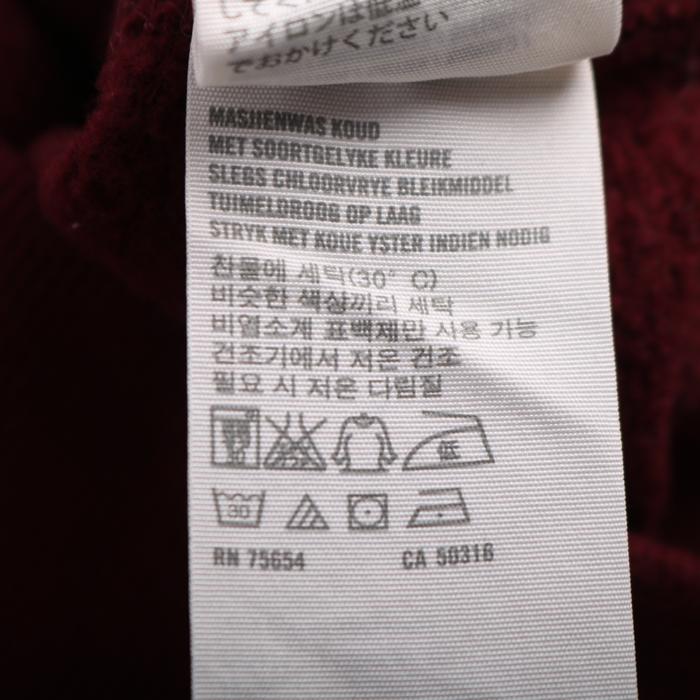 アイロンは低温
でおかけください
MASJIENWAS KOUD
MET SOORTGELYKE KLEURE
SLEGS CHLOORVRYE BLEIKMIDDEL
TUIMELDROOG OP LAAG
STRYK MET KOUE YSTER INDIEN NODIG
찬물에 세탁(30° C)
비슷한 색상끼리 세탁
비염소계 표백제만 사용 가능
건조기에서 저온 건조
필요 시 저온 다림질
低
30
RN 75654 CA 50316